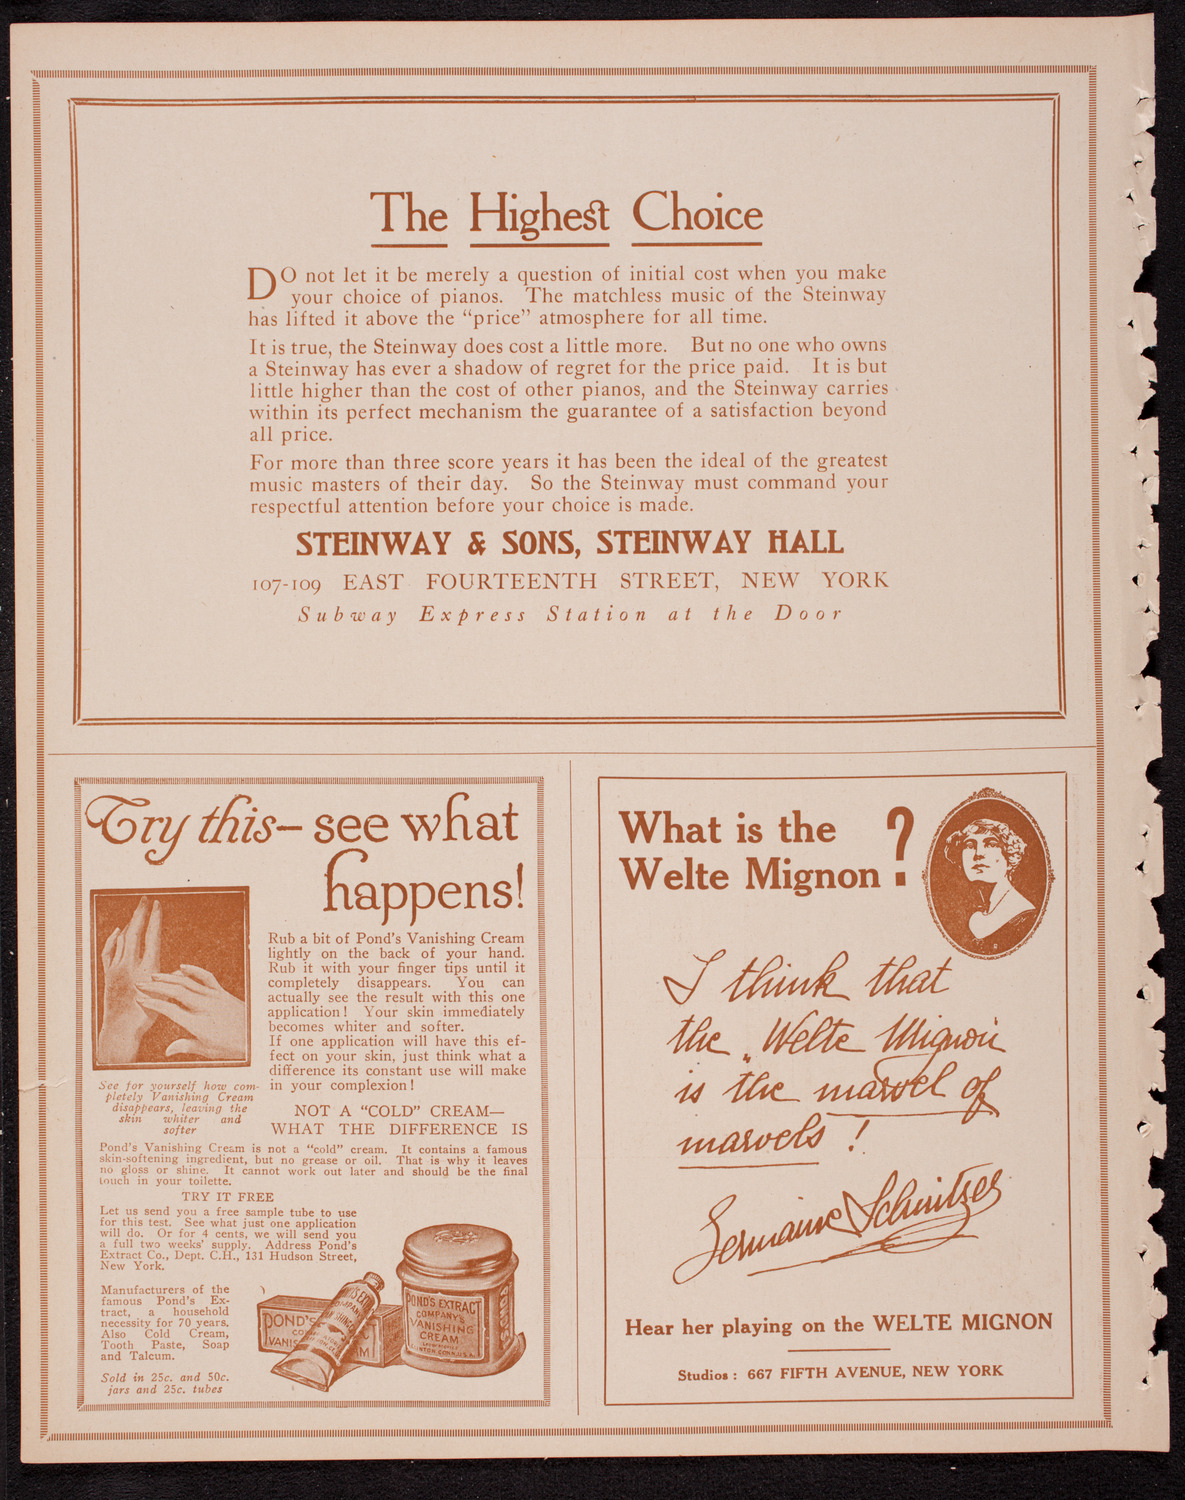 The Highest Choice
DO not let it be merely a question of initial cost when you make
your choice of pianos. The matchless music of the Steinway
has lifted it above the “price” atmosphere for all time.
It is true, the Steinway does cost a little more. But no one who owns
a Steinway has ever a shadow of regret for the price paid. It is but
little higher than the cost of other pianos, and the Steinway carries
within its perfect mechanism the guarantee of a satisfaction beyond
all price.
For more than three score years it has been the ideal of the greatest
music masters of their day. So the Steinway must command your
respectful attention before your choice is made.
STEINWAY & SONS, STEINWAY HALL
107-109 EAST FOURTEENTH STREET, NEW YORK
Subway Express Station at the Door
Try this— see what
happens!
Rub a bit of Pond's Vanishing Cream
lightly on the back of your hand.
Rub it with your finger tips until it
completely disappears. You can
actually see the result with this one
application! Your skin immediately
becomes whiter and softer.
If one application will have this ef-
fect on your skin, just think what a
difference its constant use will make
in your complexion!
See for yourself how com-
pletely Vanishing Cream
disappears, leaving the
skin whiter and
softer
NOT A “COLD” CREAM—
WHAT THE DIFFERENCE IS
Pond's Vanishing Cream is not a “cold” cream. It contains a famous
skin-softening ingredient, but no grease or oil. That is why it leaves
no gloss or shine. It cannot work out later and should be the final
touch in your toilette.
TRY IT FREE
Let us send you a free sample tube to use
for this test. See what just one application
will do. Or for 4 cents, we will send you
a full two weeks' supply. Address Pond's
Extract Co., Dept. C.H., 131 Hudson Street,
New York.
Manufacturers of the
famous Pond's Ex-
tract, a household
necessity for 70 years.
Also Cold Cream,
Tooth Paste, Soap
and Talcum.
Sold in 25c. and 50c.
jars and 25c. tubes
POND'S
VANIS
POND'S EXTRACT
COMPANY'S
VANISHING
CREAM
What is the
Welte Mignon?
I think that
the „Welte Mignon
is the marvel of
marvels!
Germaine Schnitzer
Hear her playing on the WELTE MIGNON
Studios: 667 FIFTH AVENUE, NEW YORK